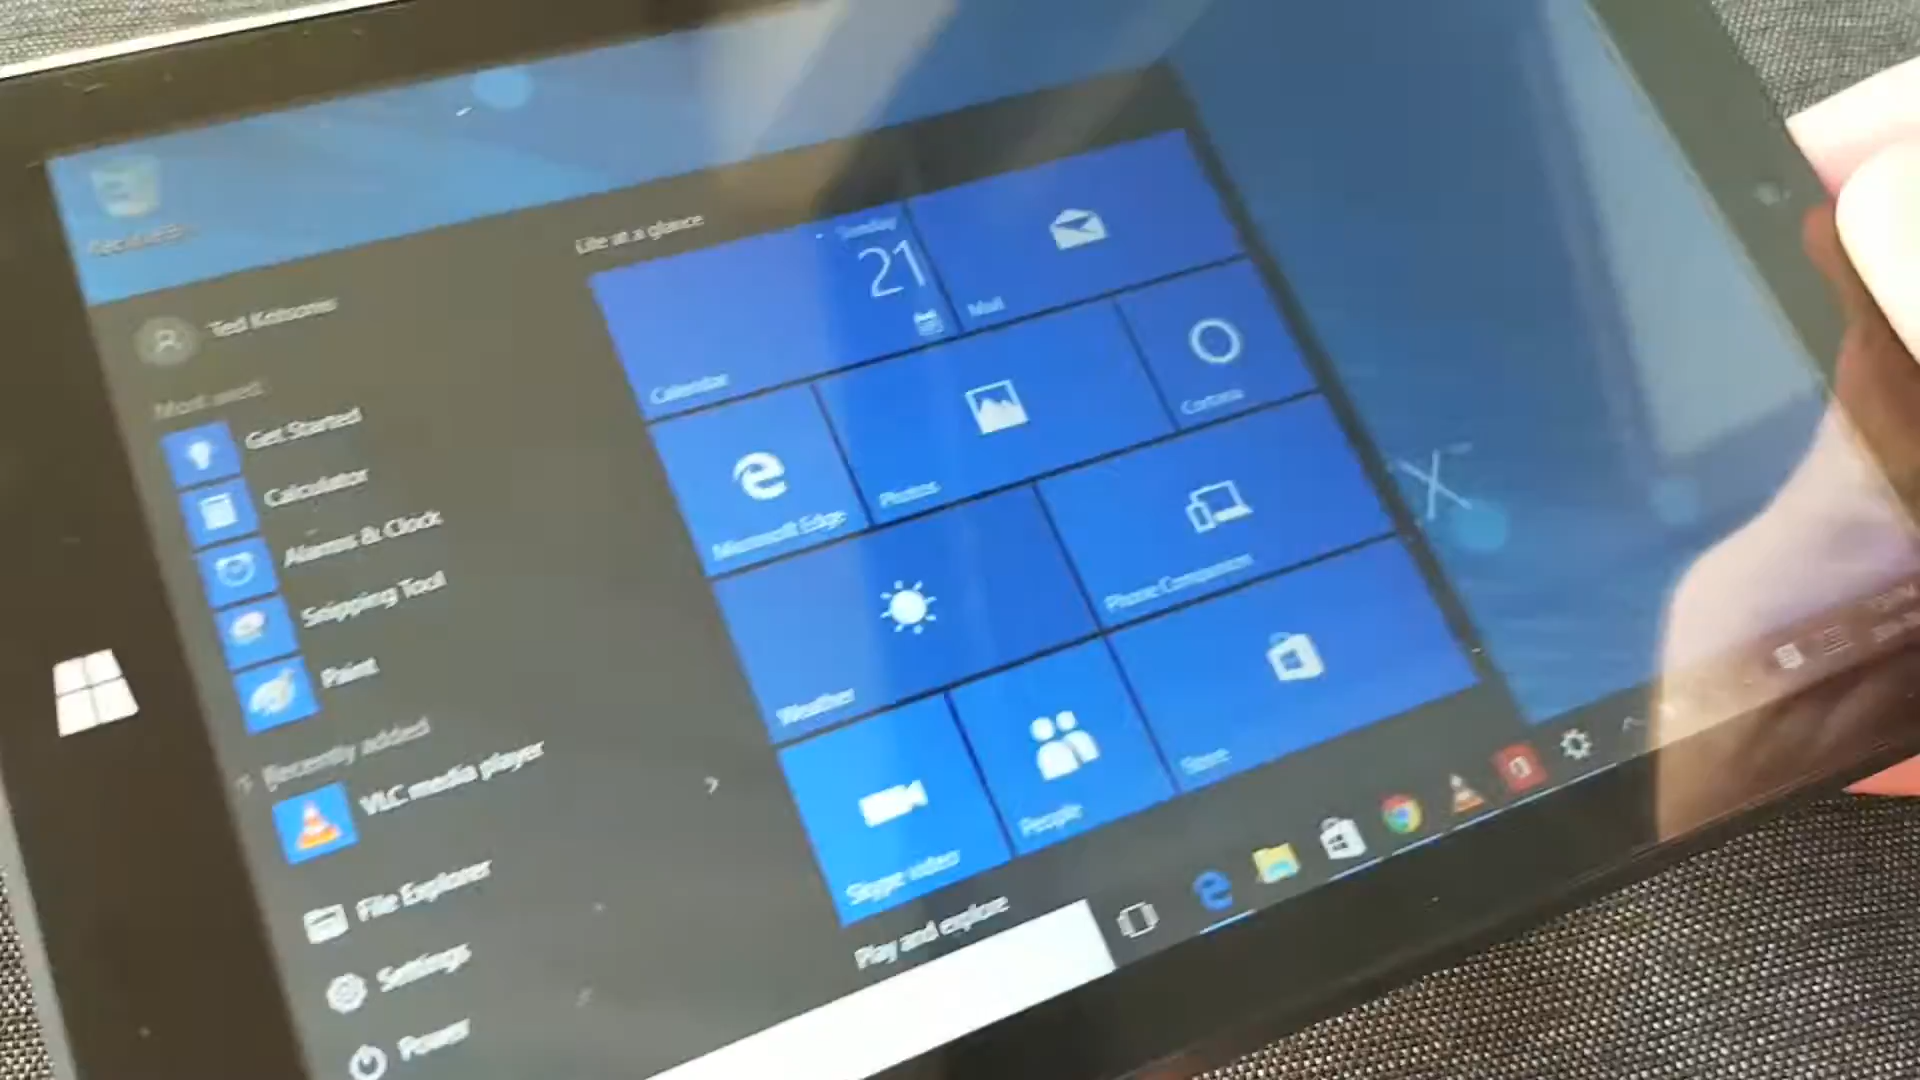 Life at a glance
Sunday
21
Calendar
Mail
Microsoft Edge
Photos
Cortana
Weather
Phone Companion
Skype video
People
Store
Play and explore
Ted
Most used
Get Started
Calculator
Alarms & Clock
Snipping Tool
Paint
Recently added
VLC media player
File Explorer
Settings
Power
X